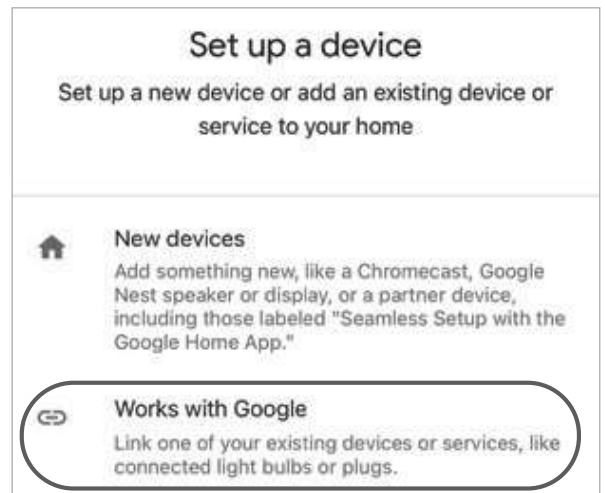 Set up a device
Set up a new device or add an existing device or
service to your home
New devices
Add something new, like a Chromecast, Google
Nest speaker or display, or a partner device,
including those labeled "Seamless Setup with the
Google Home App."
Works with Google
Link one of your existing devices or services, like
connected light bulbs or plugs.